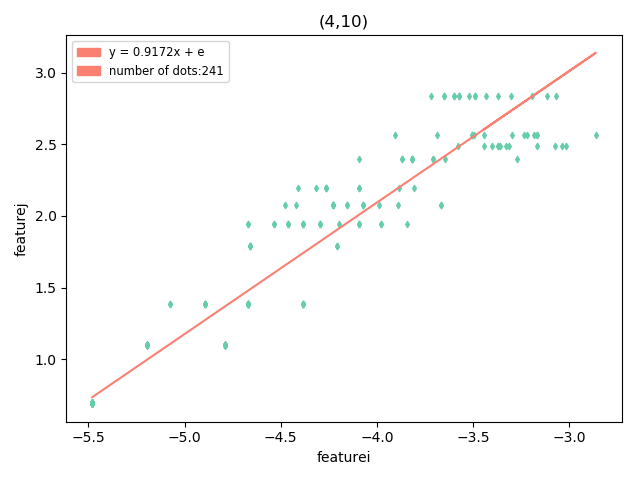 (4,10)
y = 0.9172x + e
number of dots:241
3.0
2.5
2.0
1.5
1.0
featurej
−5.5 −5.0 −4.5 −4.0 −3.5 −3.0
featurei